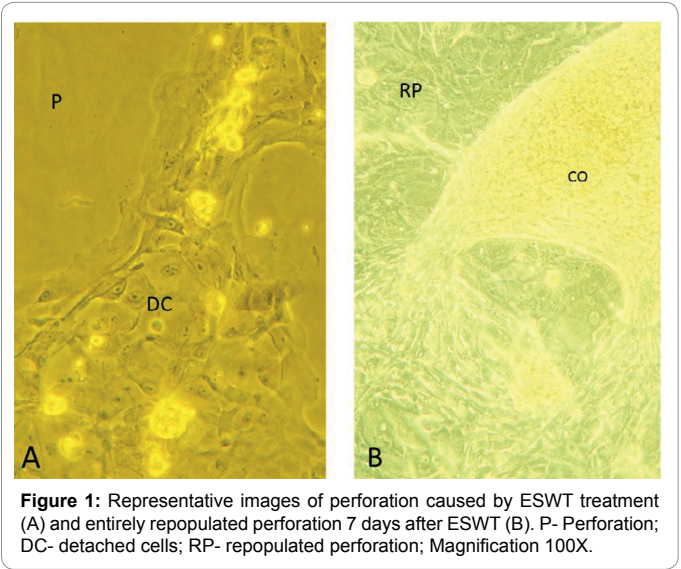 P
RP
CO
DC
A
B
Figure 1: Representative images of perforation caused by ESWT treatment
(A) and entirely repopulated perforation 7 days after ESWT (B). P- Perforation;
DC- detached cells; RP- repopulated perforation; Magnification 100X.